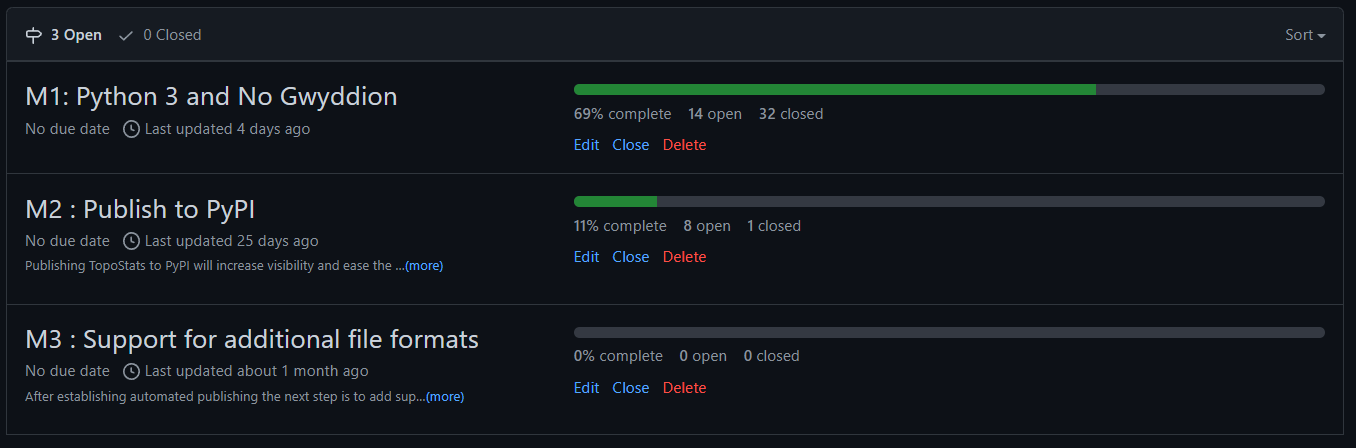 3 Open 0 Closed Sort
M1: Python 3 and No Gwyddion
No due date Last updated 4 days ago
69% complete 14 open 32 closed
Edit Close Delete
M2 : Publish to PyPI
No due date Last updated 25 days ago
Publishing TopoStats to PyPI will increase visibility and ease the ...(more)
11% complete 8 open 1 closed
Edit Close Delete
M3 : Support for additional file formats
No due date Last updated about 1 month ago
After establishing automated publishing the next step is to add sup...(more)
0% complete 0 open 0 closed
Edit Close Delete